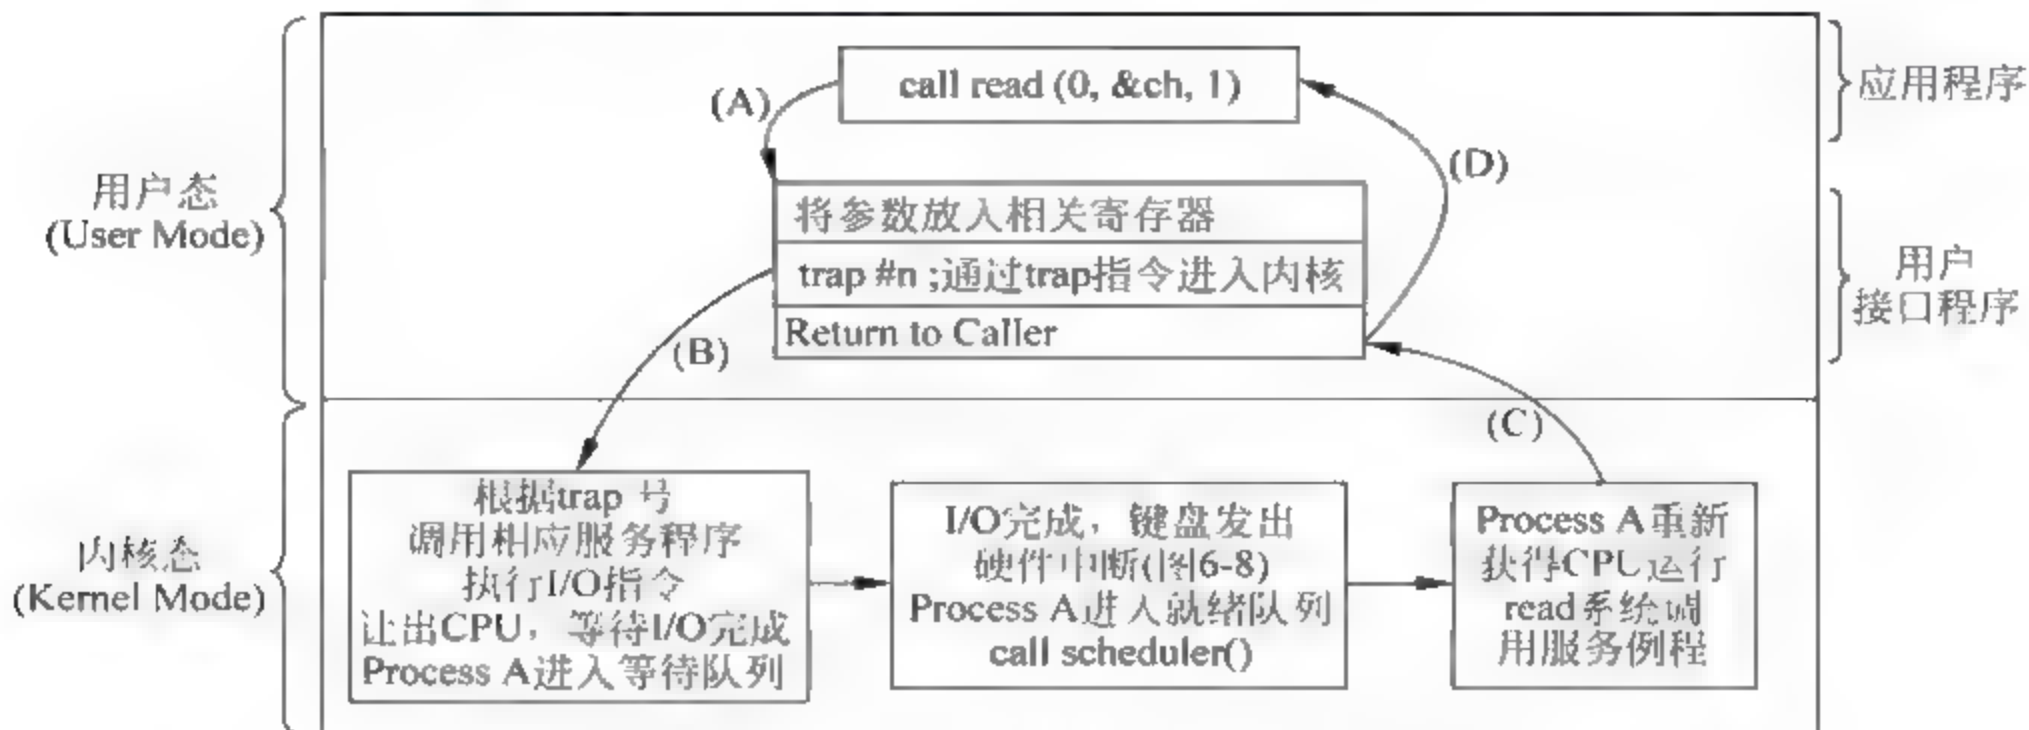 call read (0, &ch, 1)
应用程序
(A)
(D)
用户态
(User Mode)
将参数放入相关寄存器
trap #n ;通过trap指令进入内核
Return to Caller
用户
接口程序
(B)
(C)
内核态
(Kernel Mode)
根据trap 号
调用相应服务程序
执行I/O指令
让出CPU，等待I/O完成
Process A进入等待队列
I/O完成，键盘发出
硬件中断(图6-8)
Process A进入就绪队列
call scheduler()
Process A重新
获得CPU运行
read系统调
用服务例程